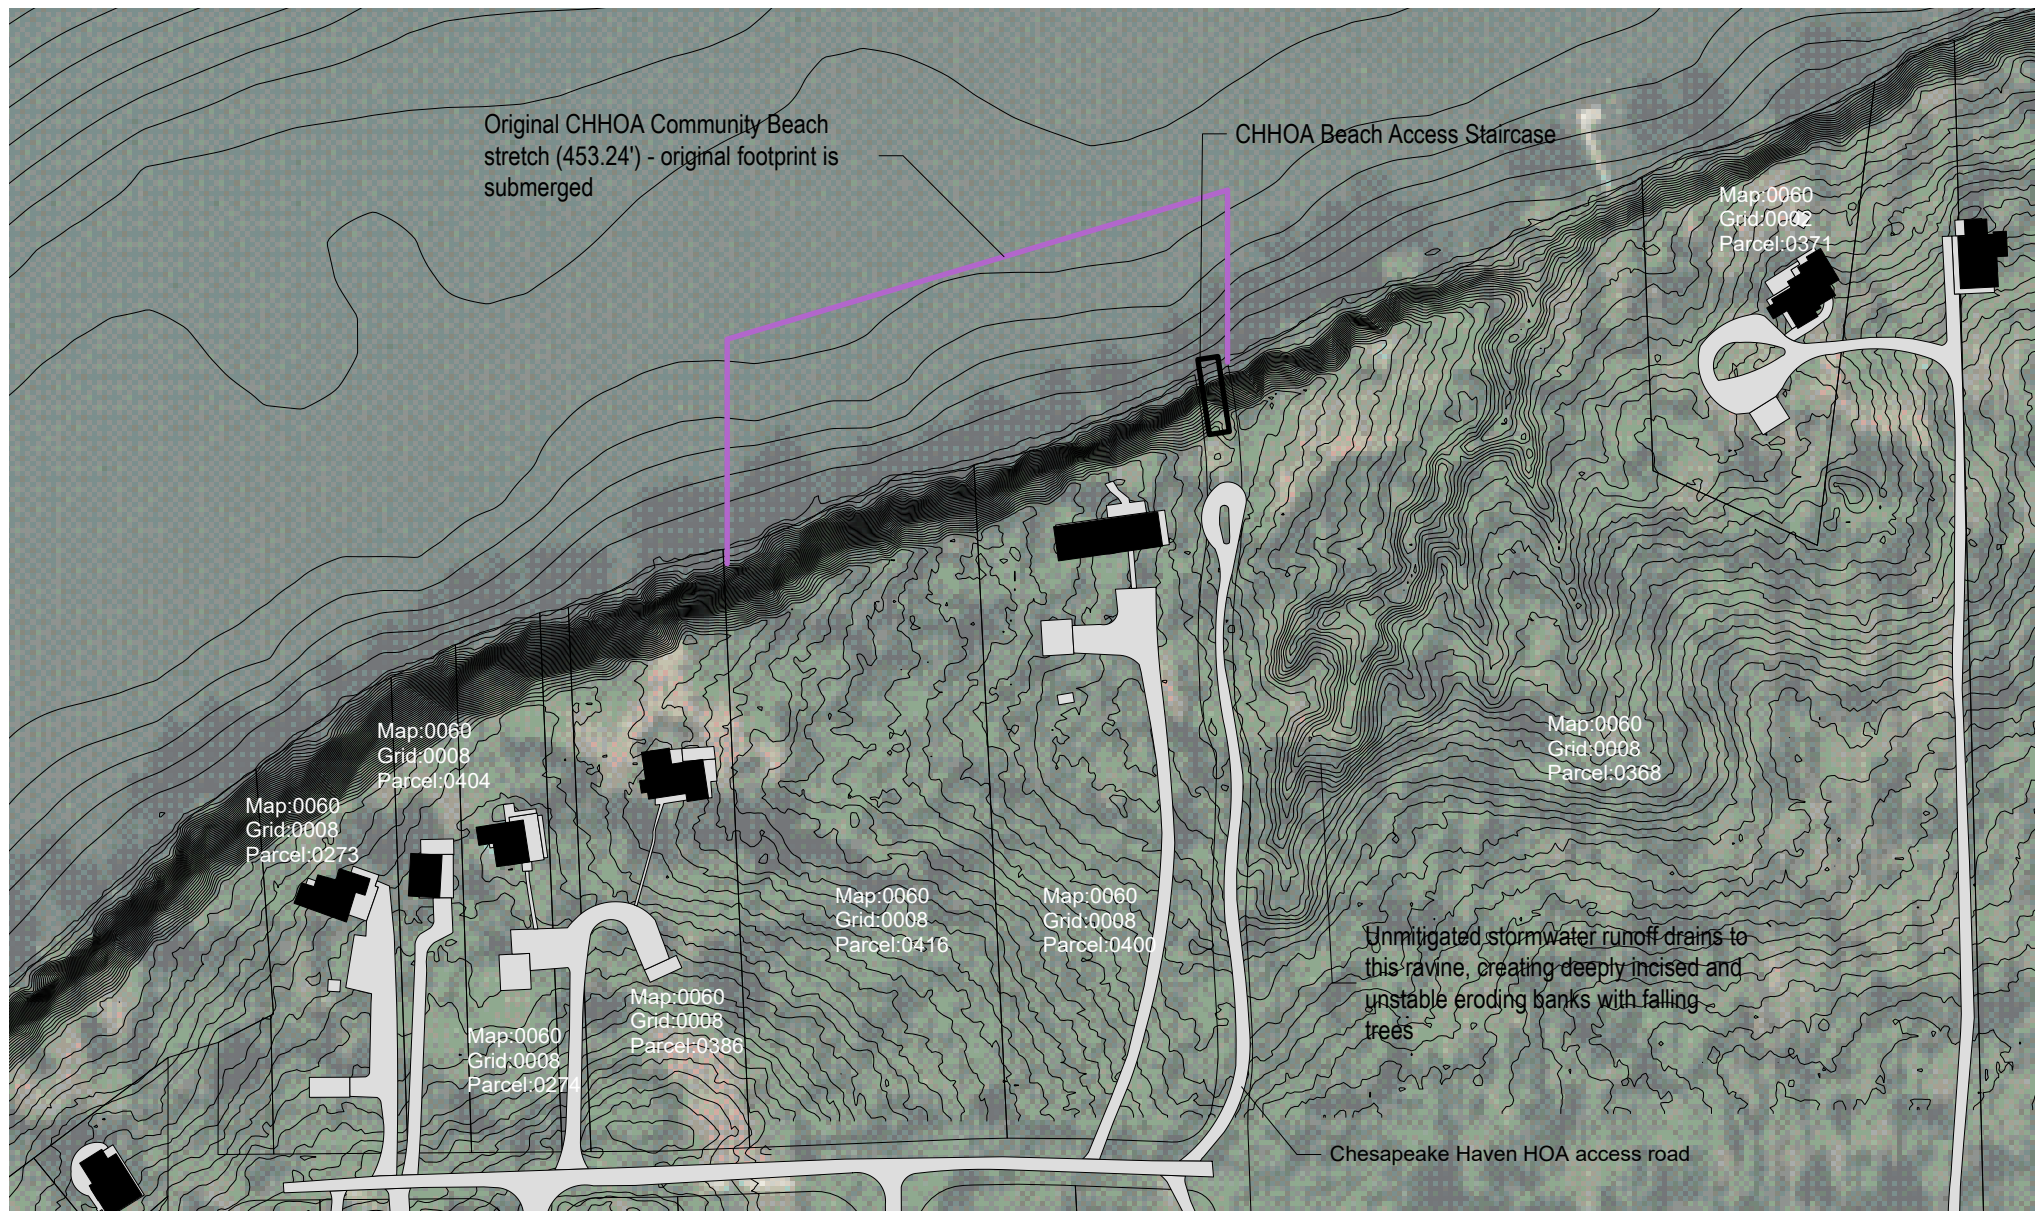 Original CHHOA Community Beach
stretch (453.24') - original footprint is
submerged
CHHOA Beach Access Staircase
Map:0060
Grid:0002
Parcel:0371
Map:0060
Grid:0008
Parcel:0404
Map:0060
Grid:0008
Parcel:0273
Map:0060
Grid:0008
Parcel:0368
Map:0060
Grid:0008
Parcel:0416
Map:0060
Grid:0008
Parcel:0400
Unmitigated stormwater runoff drains to
this ravine, creating deeply incised and
unstable eroding banks with falling
trees
Map:0060
Grid:0008
Parcel:0386
Map:0060
Grid:0008
Parcel:0274
Chesapeake Haven HOA access road